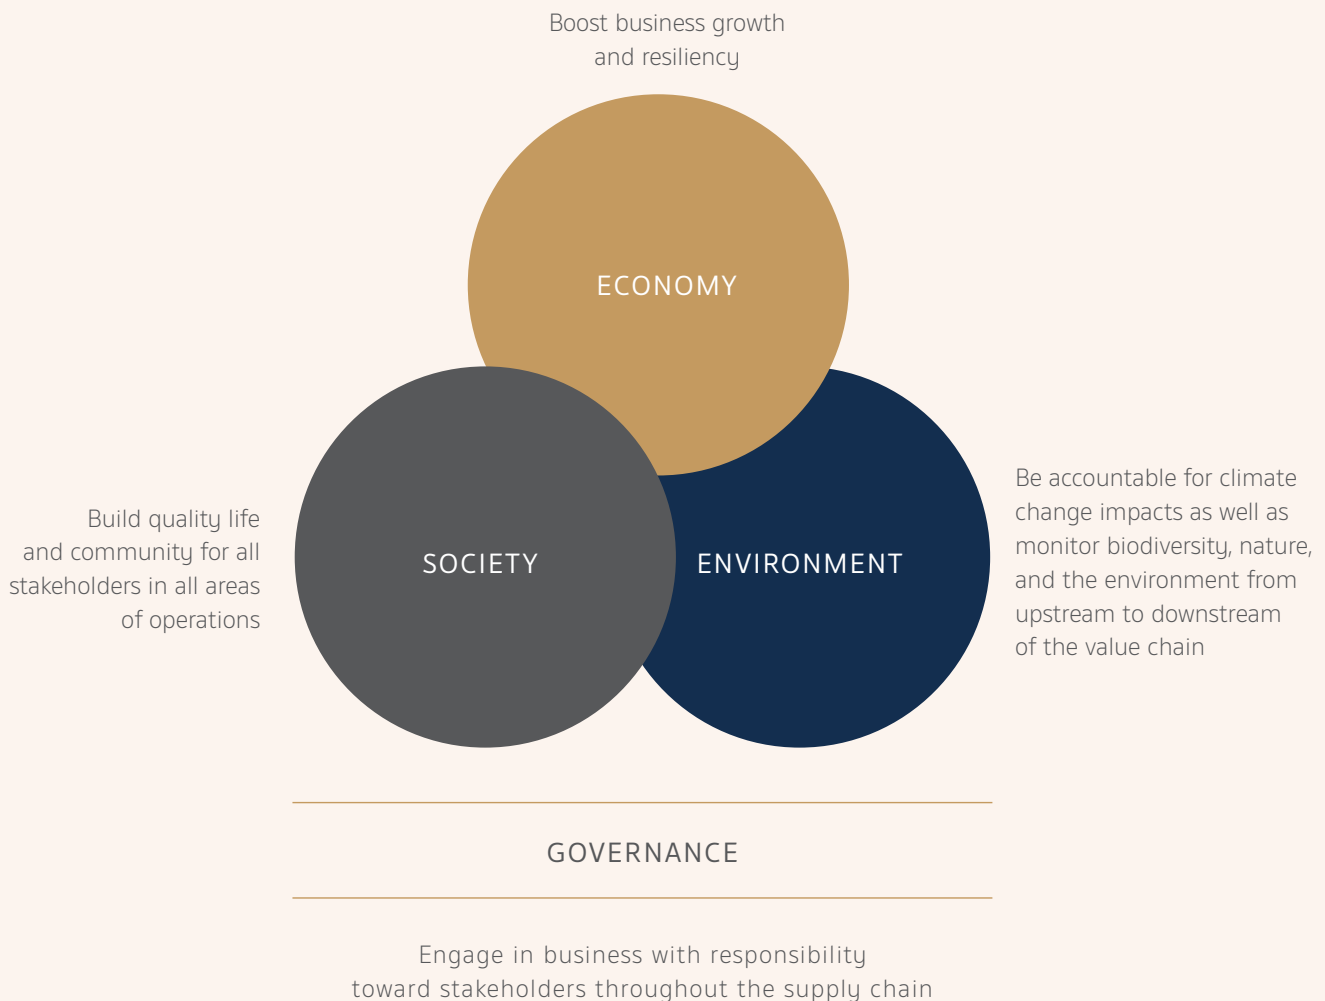 Boost business growth
and resiliency
ECONOMY
Build quality life
and community for all
stakeholders in all areas
of operations
SOCIETY
ENVIRONMENT
Be accountable for climate
change impacts as well as
monitor biodiversity, nature,
and the environment from
upstream to downstream
of the value chain
GOVERNANCE
Engage in business with responsibility
toward stakeholders throughout the supply chain